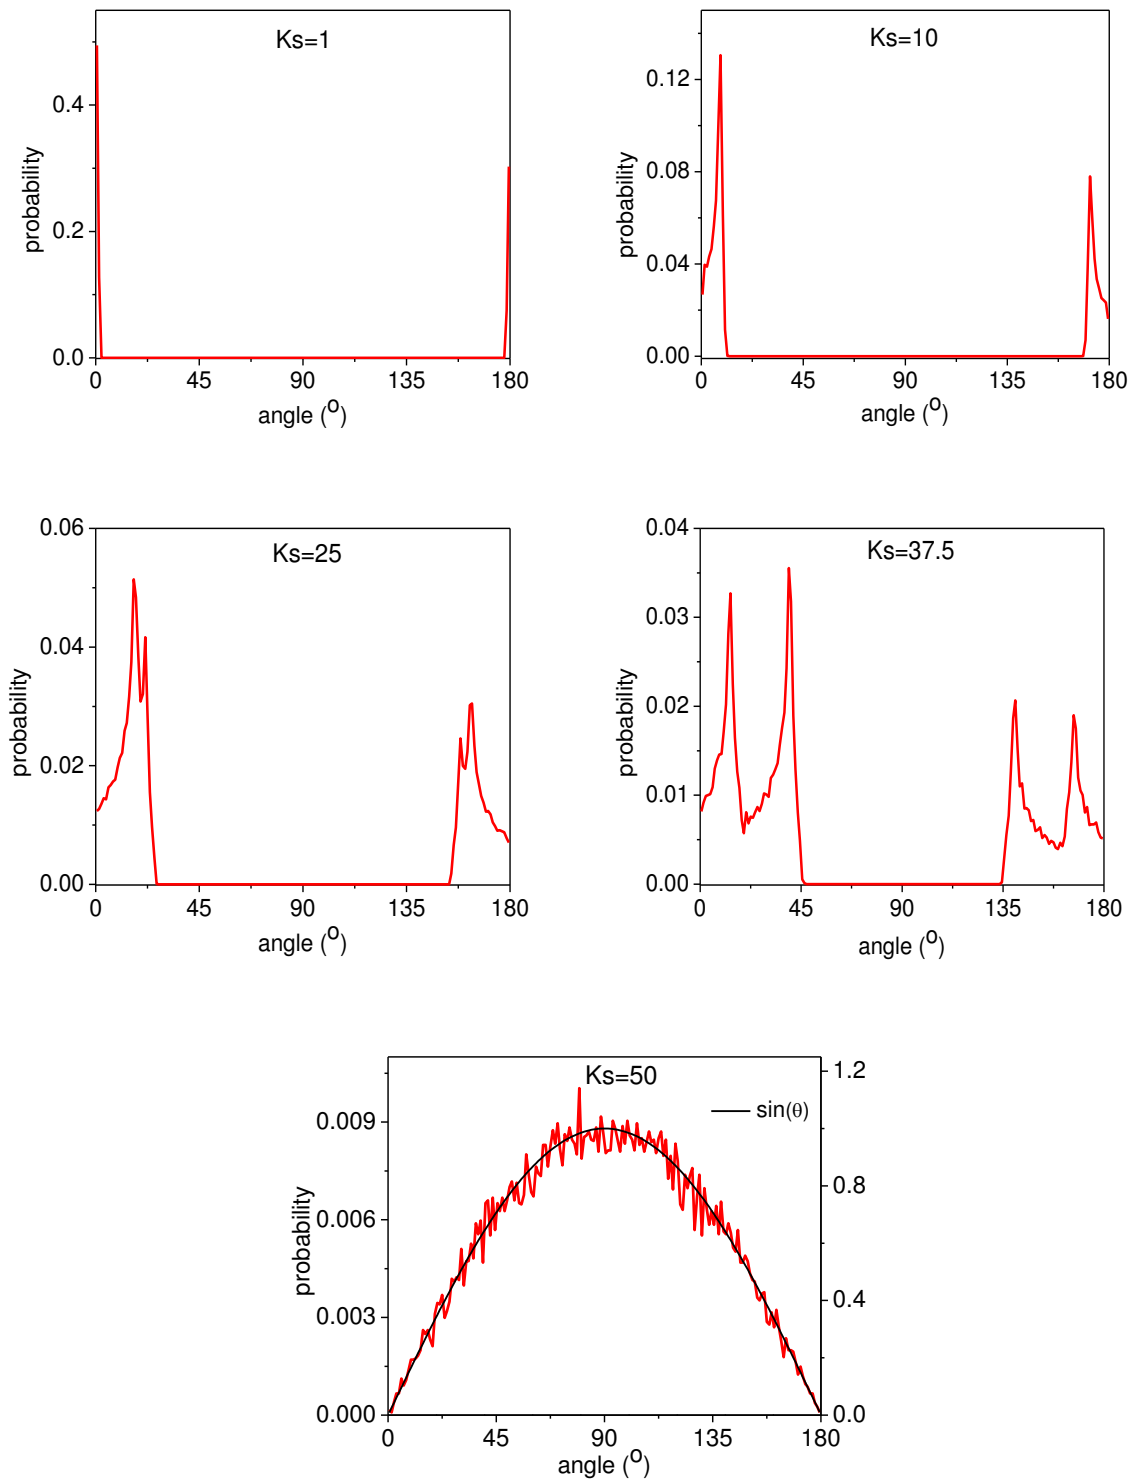 Ks=1
probability
0.4
0.2
0.0
0 45 90 135 180
angle (o)
Ks=10
probability
0.12
0.08
0.04
0.00
0 45 90 135 180
angle (o)
Ks=25
probability
0.06
0.04
0.02
0.00
0 45 90 135 180
angle (o)
Ks=37.5
probability
0.04
0.03
0.02
0.01
0.00
0 45 90 135 180
angle (o)
Ks=50
sin(θ)
probability
0.009
0.006
0.003
0.000
1.2
0.8
0.4
0.0
0 45 90 135 180
angle (o)